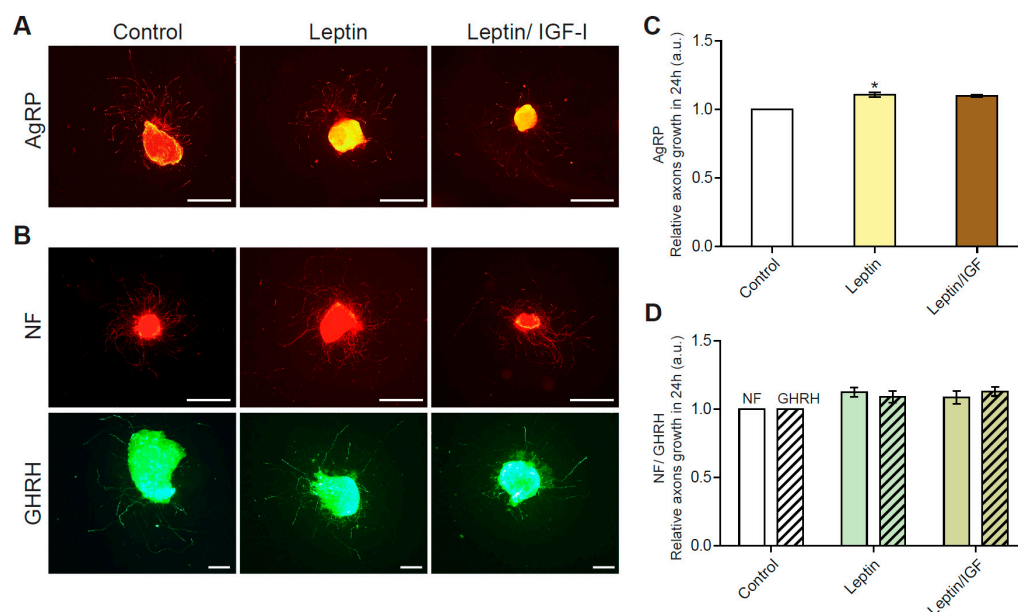 A
Control
Leptin
Leptin/ IGF-I
AgRP
B
NF
GHRH
C
AgRP
Relative axons growth in 24h (a.u.)
1.5
1.0
0.5
0.0
*
Control
Leptin
Leptin/IGF
D
NF/ GHRH
Relative axons growth in 24h (a.u.)
1.5
1.0
0.5
0.0
NF
GHRH
Control
Leptin
Leptin/IGF